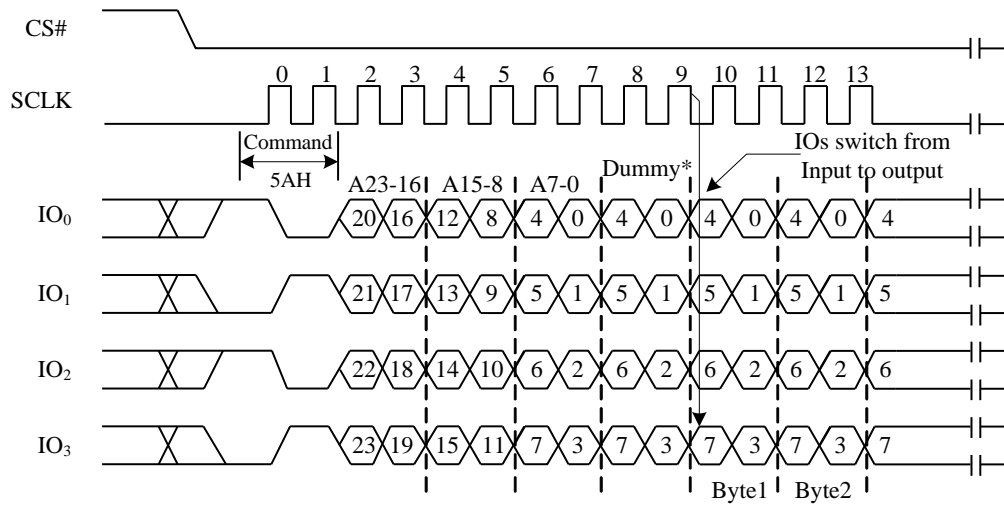 CS#
0 1 2 3 4 5 6 7 8 9 10 11 12 13
SCLK
Command
5AH
IOs switch from
Input to output
Dummy*
A23-16 A15-8 A7-0
IO0 20 16 12 8 4 0 4 0 4 0 4 0 4
IO1 21 17 13 9 5 1 5 1 5 1 5 1 5
IO2 22 18 14 10 6 2 6 2 6 2 6 2 6
IO3 23 19 15 11 7 3 7 3 7 3 7 3 7
Byte1 Byte2